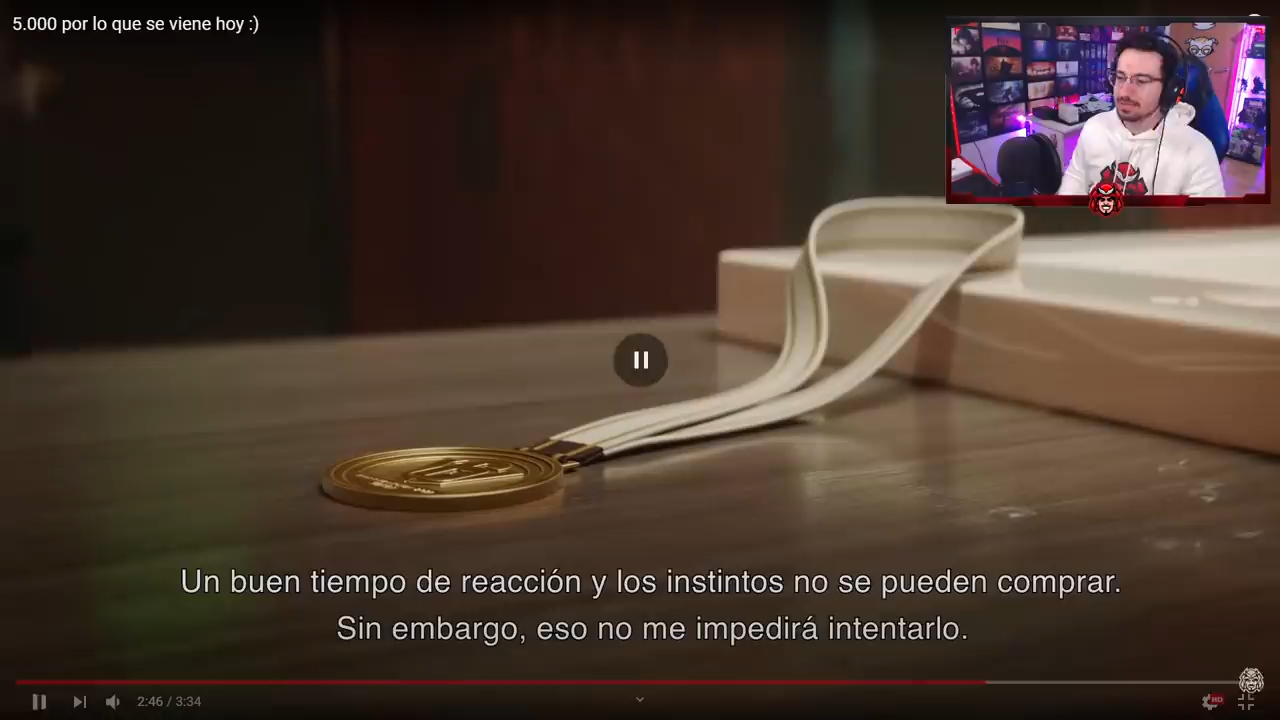 5.000 por lo que se viene hoy :)
Un buen tiempo de reacción y los instintos no se pueden comprar.
Sin embargo, eso no me impedirá intentarlo.
2:46 / 3:34
HD